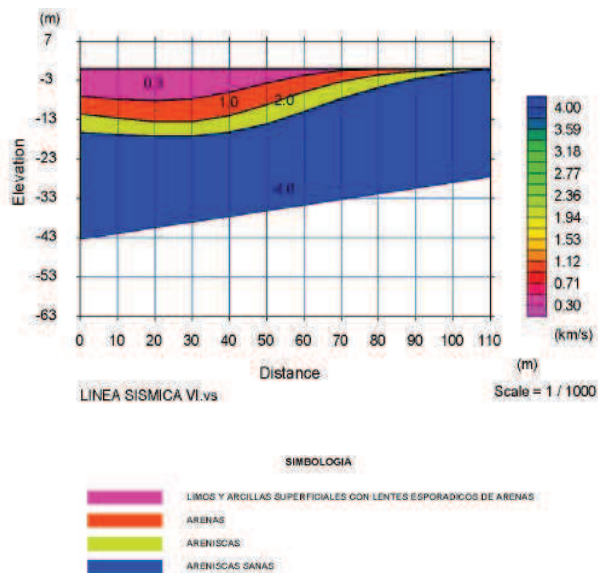 (m)
7
-3
-13
-23
-33
-43
-53
-63
Elevation
0.3
1.0
2.0
4.0
0 10 20 30 40 50 60 70 80 90 100 110
Distance
(m)
4.00
3.59
3.18
2.77
2.36
1.94
1.53
1.12
0.71
0.30
(km/s)
LINEA SISMICA VI.vs
Scale = 1 / 1000
SIMBOLOGIA
LIMOS Y ARCILLAS SUPERFICIALES CON LENTES ESPORADICOS DE ARENAS
ARENAS
ARENISCAS
ARENISCAS SANAS